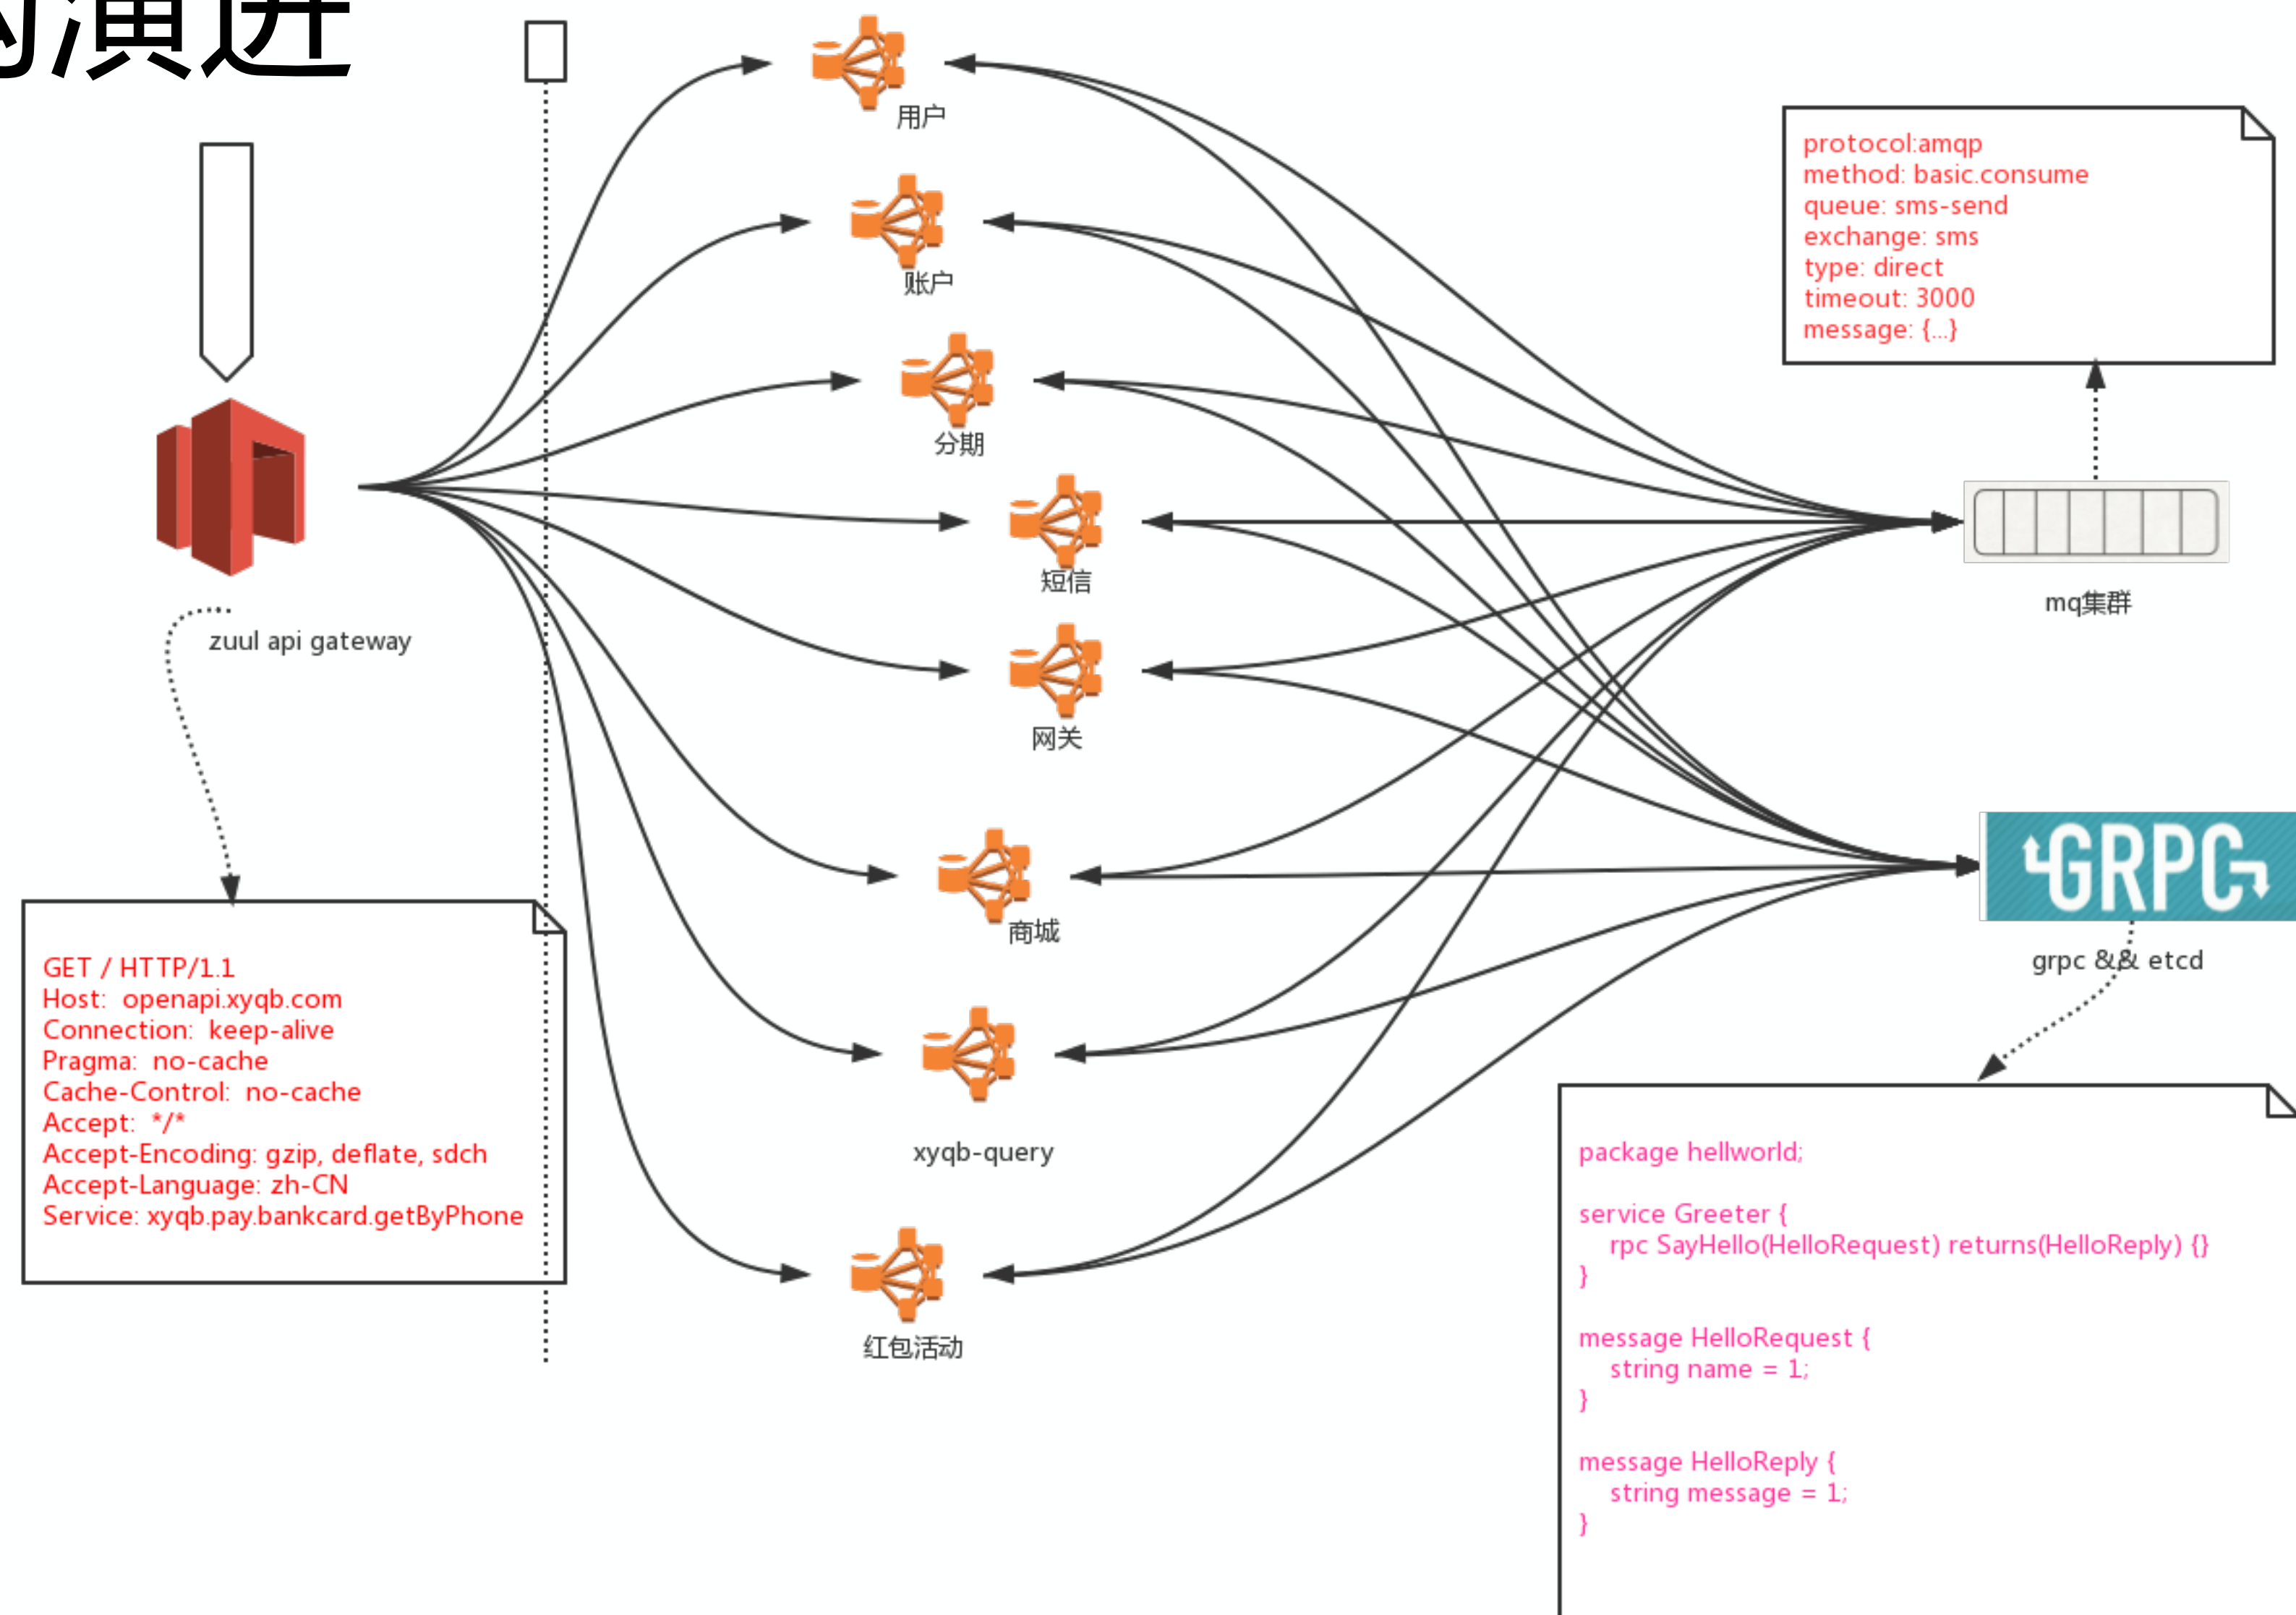 演进
用户
账户
分期
短信
网关
商城
xyqb-query
红包活动
zuul api gateway
GET / HTTP/1.1
Host: openapi.xyqb.com
Connection: keep-alive
Pragma: no-cache
Cache-Control: no-cache
Accept: */*
Accept-Encoding: gzip, deflate, sdch
Accept-Language: zh-CN
Service: xyqb.pay.bankcard.getByPhone
protocol:amqp
method: basic.consume
queue: sms-send
exchange: sms
type: direct
timeout: 3000
message: {...}
mq集群
GRPC
grpc && etcd
package hellworld;
service Greeter {
rpc SayHello(HelloRequest) returns(HelloReply) {}
}
message HelloRequest {
string name = 1;
}
message HelloReply {
string message = 1;
}